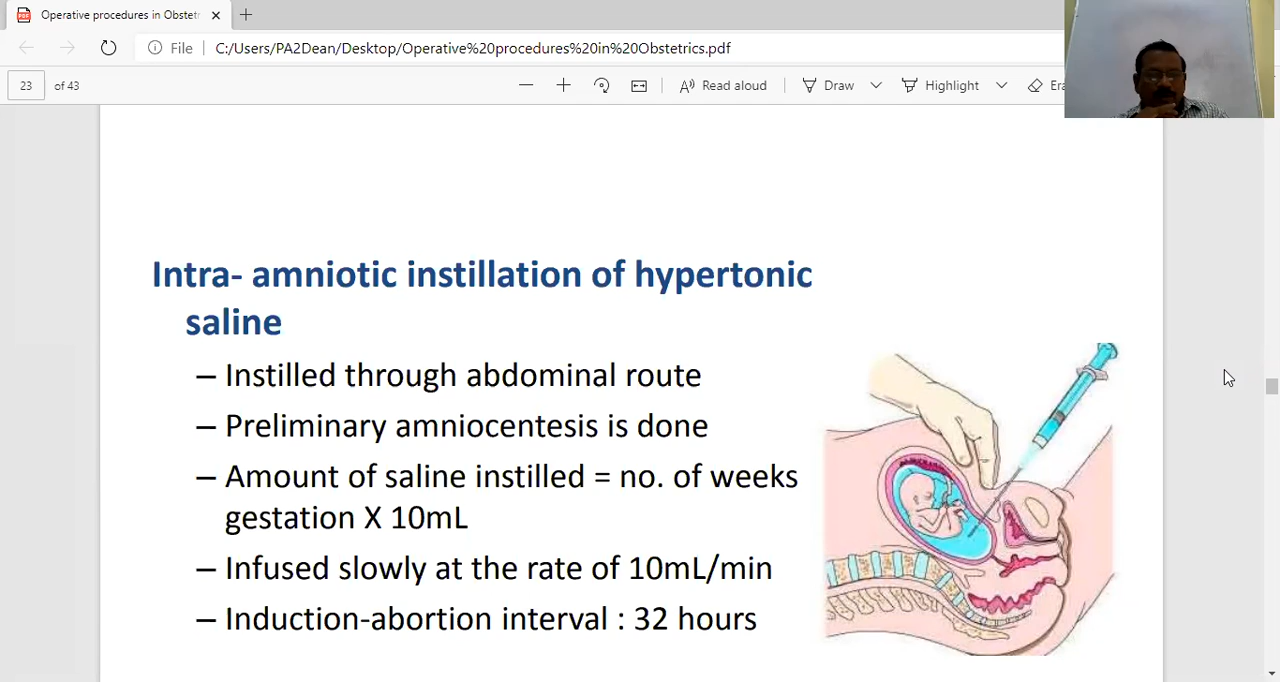 Operative procedures in Obstetr
File C:/Users/PA2Dean/Desktop/Operative%20procedures%20in%20Obstetrics.pdf
23 of 43 Read aloud Draw Highlight Era
Intra- amniotic instillation of hypertonic
saline
– Instilled through abdominal route
– Preliminary amniocentesis is done
– Amount of saline instilled = no. of weeks
gestation X 10mL
– Infused slowly at the rate of 10mL/min
– Induction-abortion interval : 32 hours